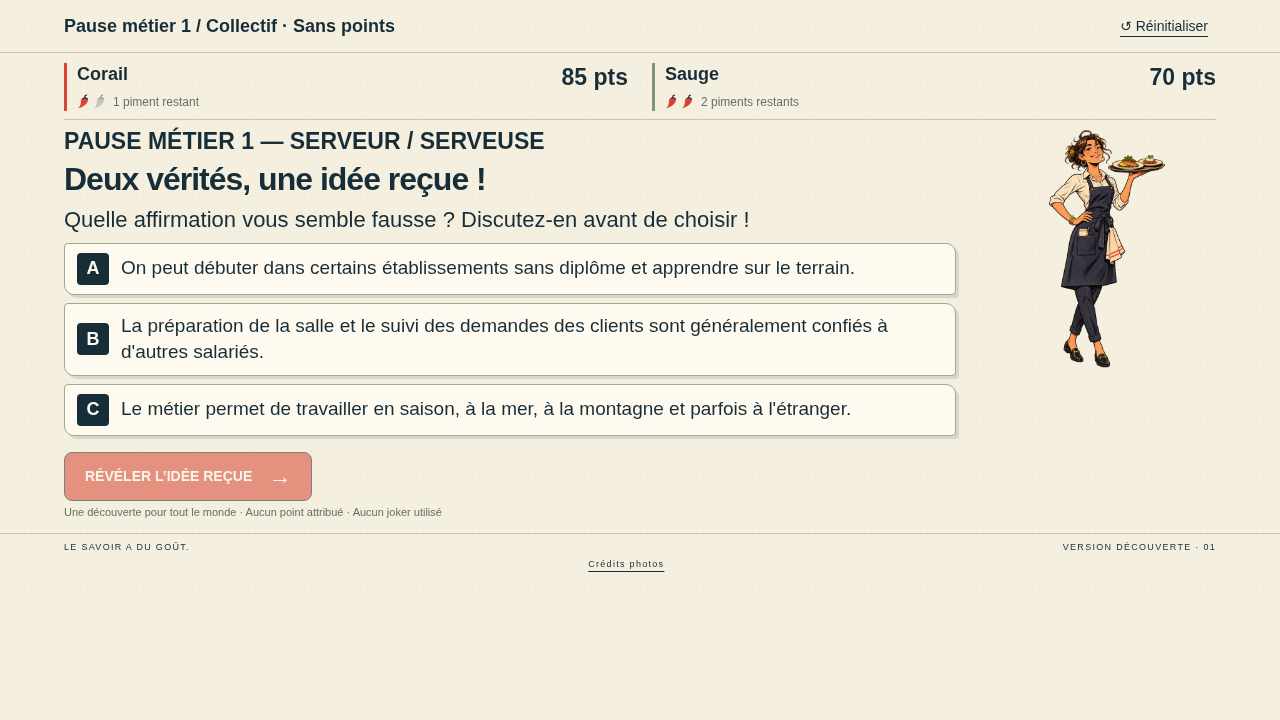 Pause métier 1 / Collectif · Sans points
↺ Réinitialiser
Corail
85 pts
1 piment restant
Sauge
70 pts
2 piments restants
PAUSE MÉTIER 1 — SERVEUR / SERVEUSE
Deux vérités, une idée reçue !
Quelle affirmation vous semble fausse ? Discutez-en avant de choisir !
A On peut débuter dans certains établissements sans diplôme et apprendre sur le terrain.
B La préparation de la salle et le suivi des demandes des clients sont généralement confiés à
d'autres salariés.
C Le métier permet de travailler en saison, à la mer, à la montagne et parfois à l'étranger.
RÉVÉLER L’IDÉE REÇUE →
Une découverte pour tout le monde · Aucun point attribué · Aucun joker utilisé
LE SAVOIR A DU GOÛT.
VERSION DÉCOUVERTE · 01
Crédits photos